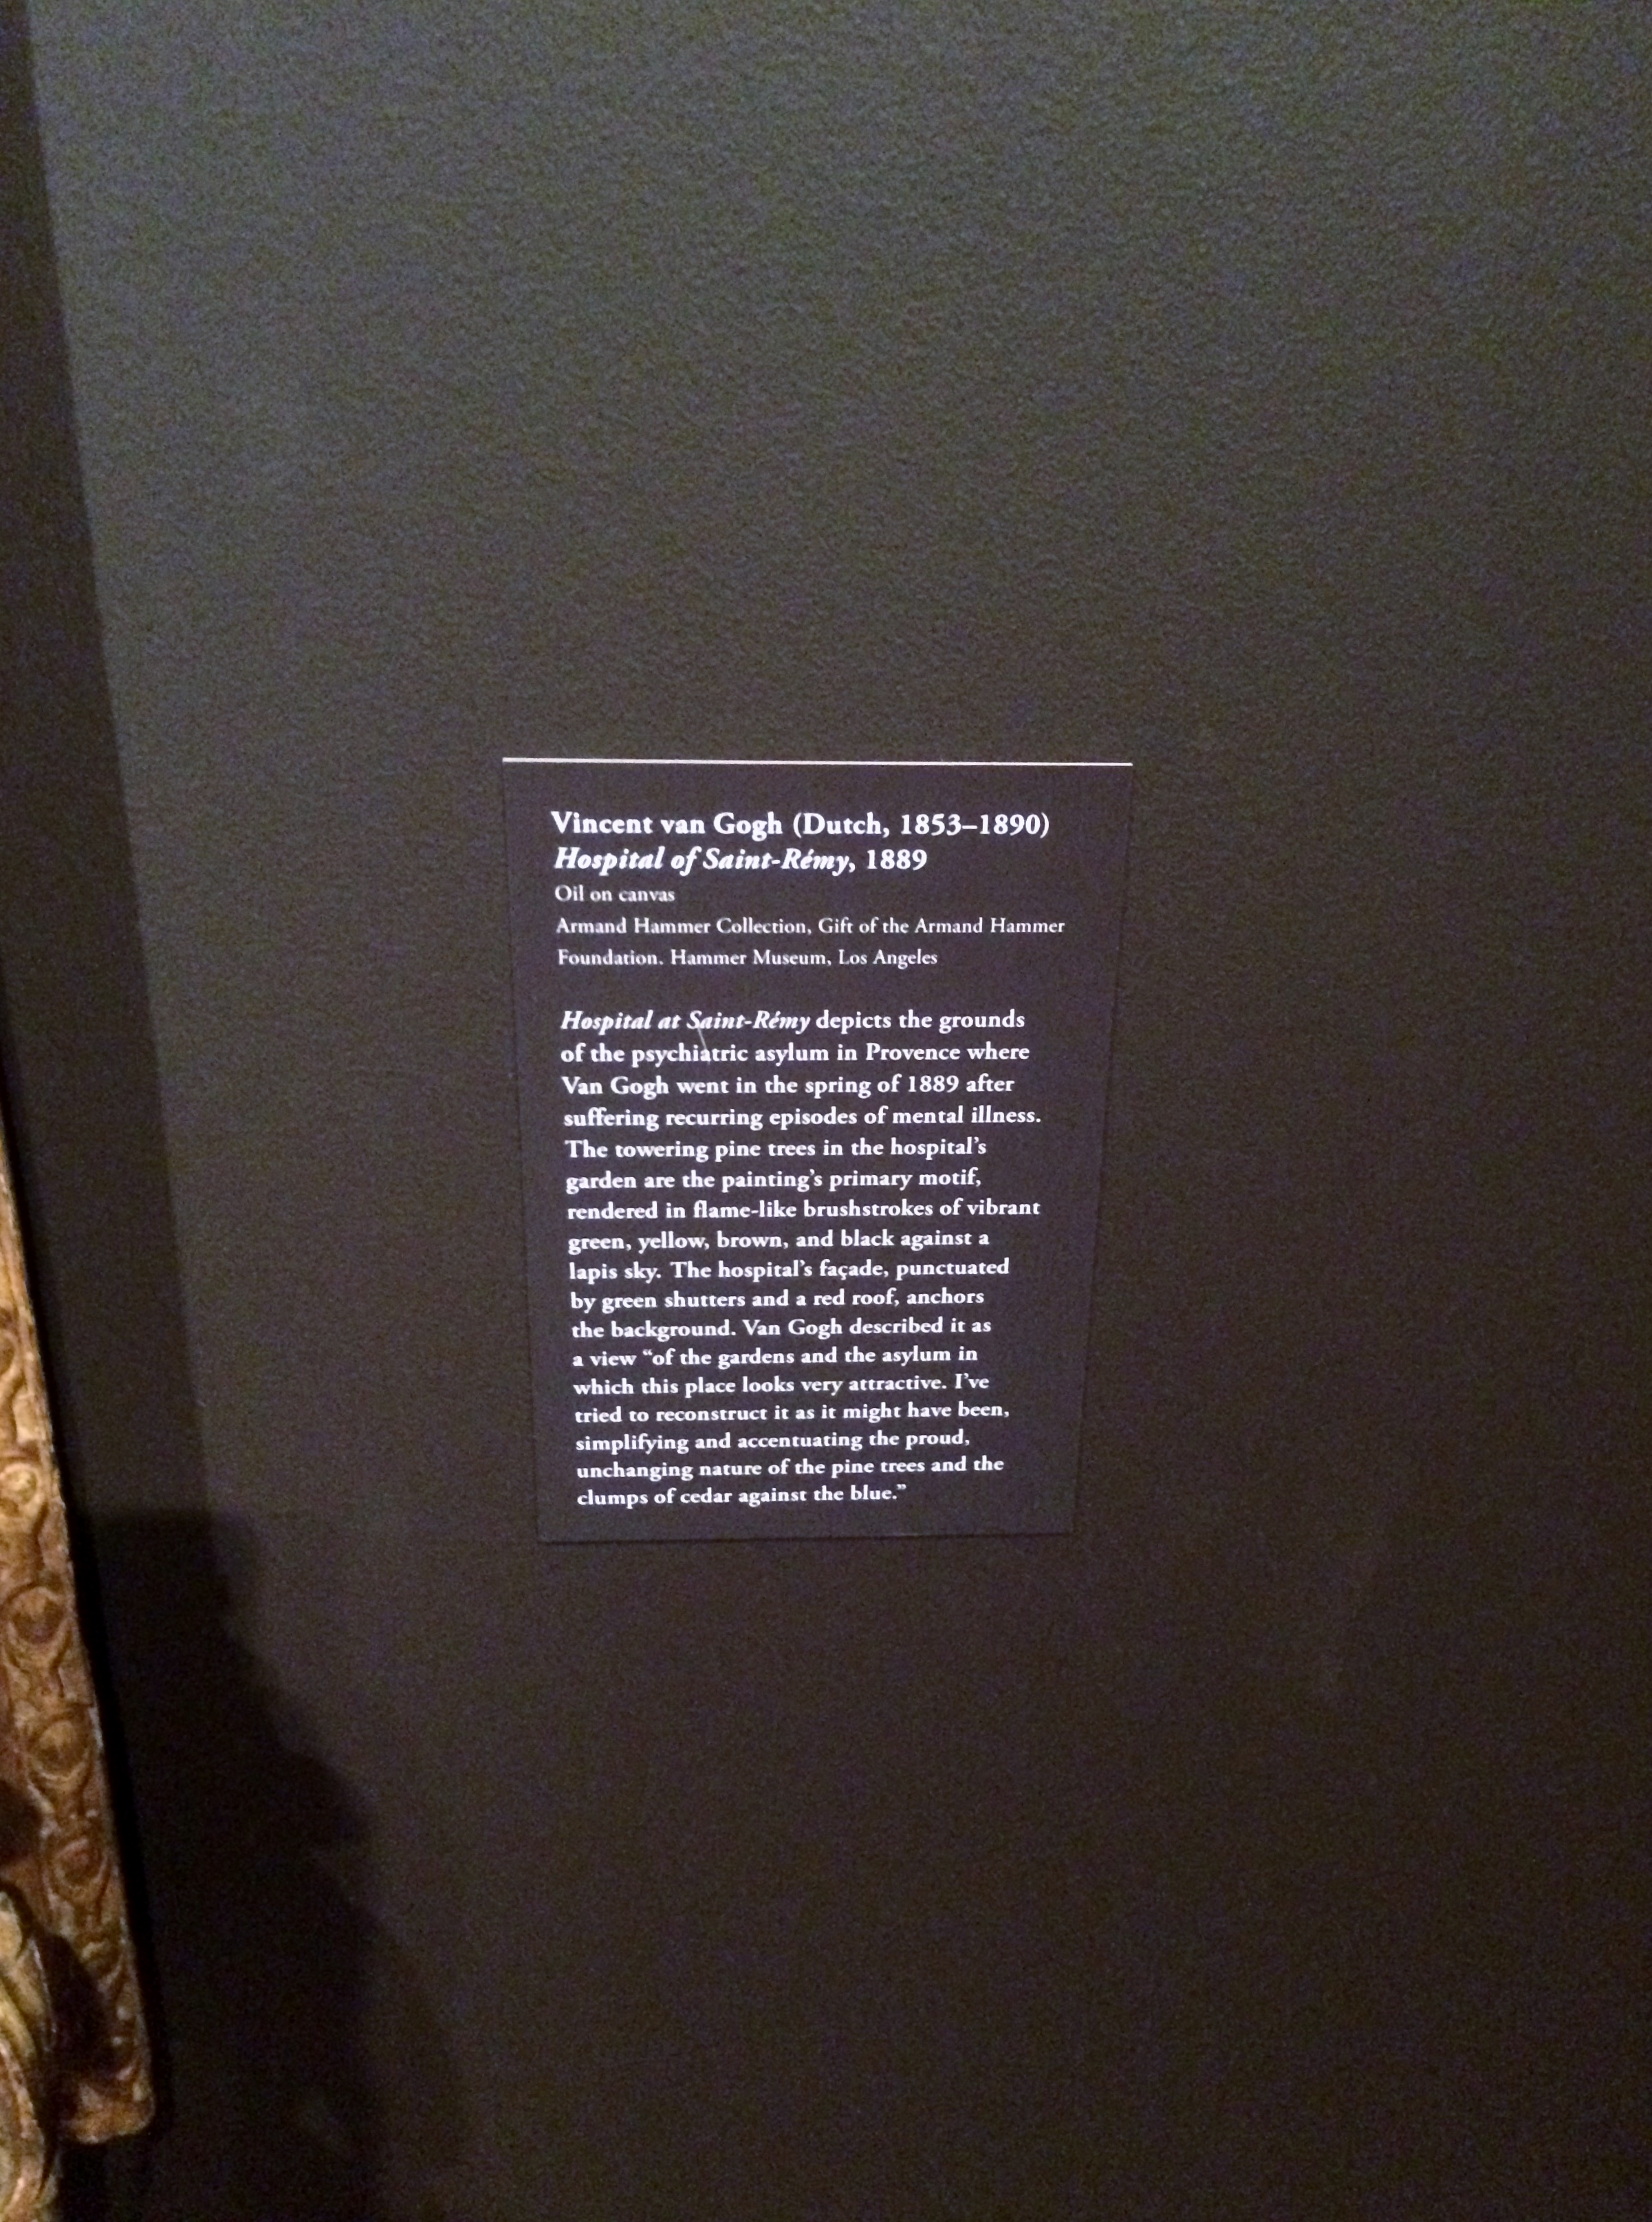 Vincent van Gogh (Dutch, 1853–1890)
Hospital of Saint-Rémy, 1889
Oil on canvas
Armand Hammer Collection, Gift of the Armand Hammer
Foundation. Hammer Museum, Los Angeles
Hospital at Saint-Rémy depicts the grounds
of the psychiatric asylum in Provence where
Van Gogh went in the spring of 1889 after
suffering recurring episodes of mental illness.
The towering pine trees in the hospital’s
garden are the painting’s primary motif,
rendered in flame-like brushstrokes of vibrant
green, yellow, brown, and black against a
lapis sky. The hospital’s façade, punctuated
by green shutters and a red roof, anchors
the background. Van Gogh described it as
a view “of the gardens and the asylum in
which this place looks very attractive. I’ve
tried to reconstruct it as it might have been,
simplifying and accentuating the proud,
unchanging nature of the pine trees and the
clumps of cedar against the blue.”